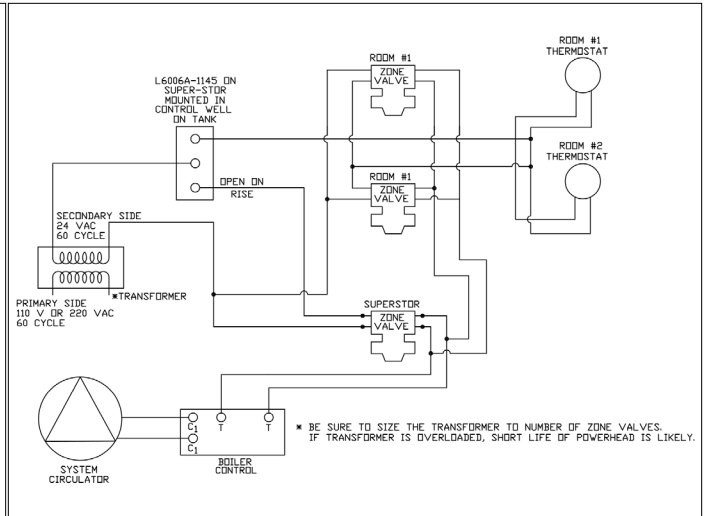 ROOM #1
THERMOSTAT
ROOM #1
ZONE
VALVE
L6006A-1145 ON
SUPER-STOR
MOUNTED IN
CONTROL WELL
ON TANK
ROOM #2
THERMOSTAT
ROOM #1
ZONE
VALVE
OPEN ON
RISE
SECONDARY SIDE
24 VAC
60 CYCLE
*TRANSFORMER
PRIMARY SIDE
110 V OR 220 VAC
60 CYCLE
SUPERSTOR
ZONE
VALVE
C1
T
T
C1
BOILER
CONTROL
SYSTEM
CIRCULATOR
* BE SURE TO SIZE THE TRANSFORMER TO NUMBER OF ZONE VALVES.
IF TRANSFORMER IS OVERLOADED, SHORT LIFE OF POWERHEAD IS LIKELY.